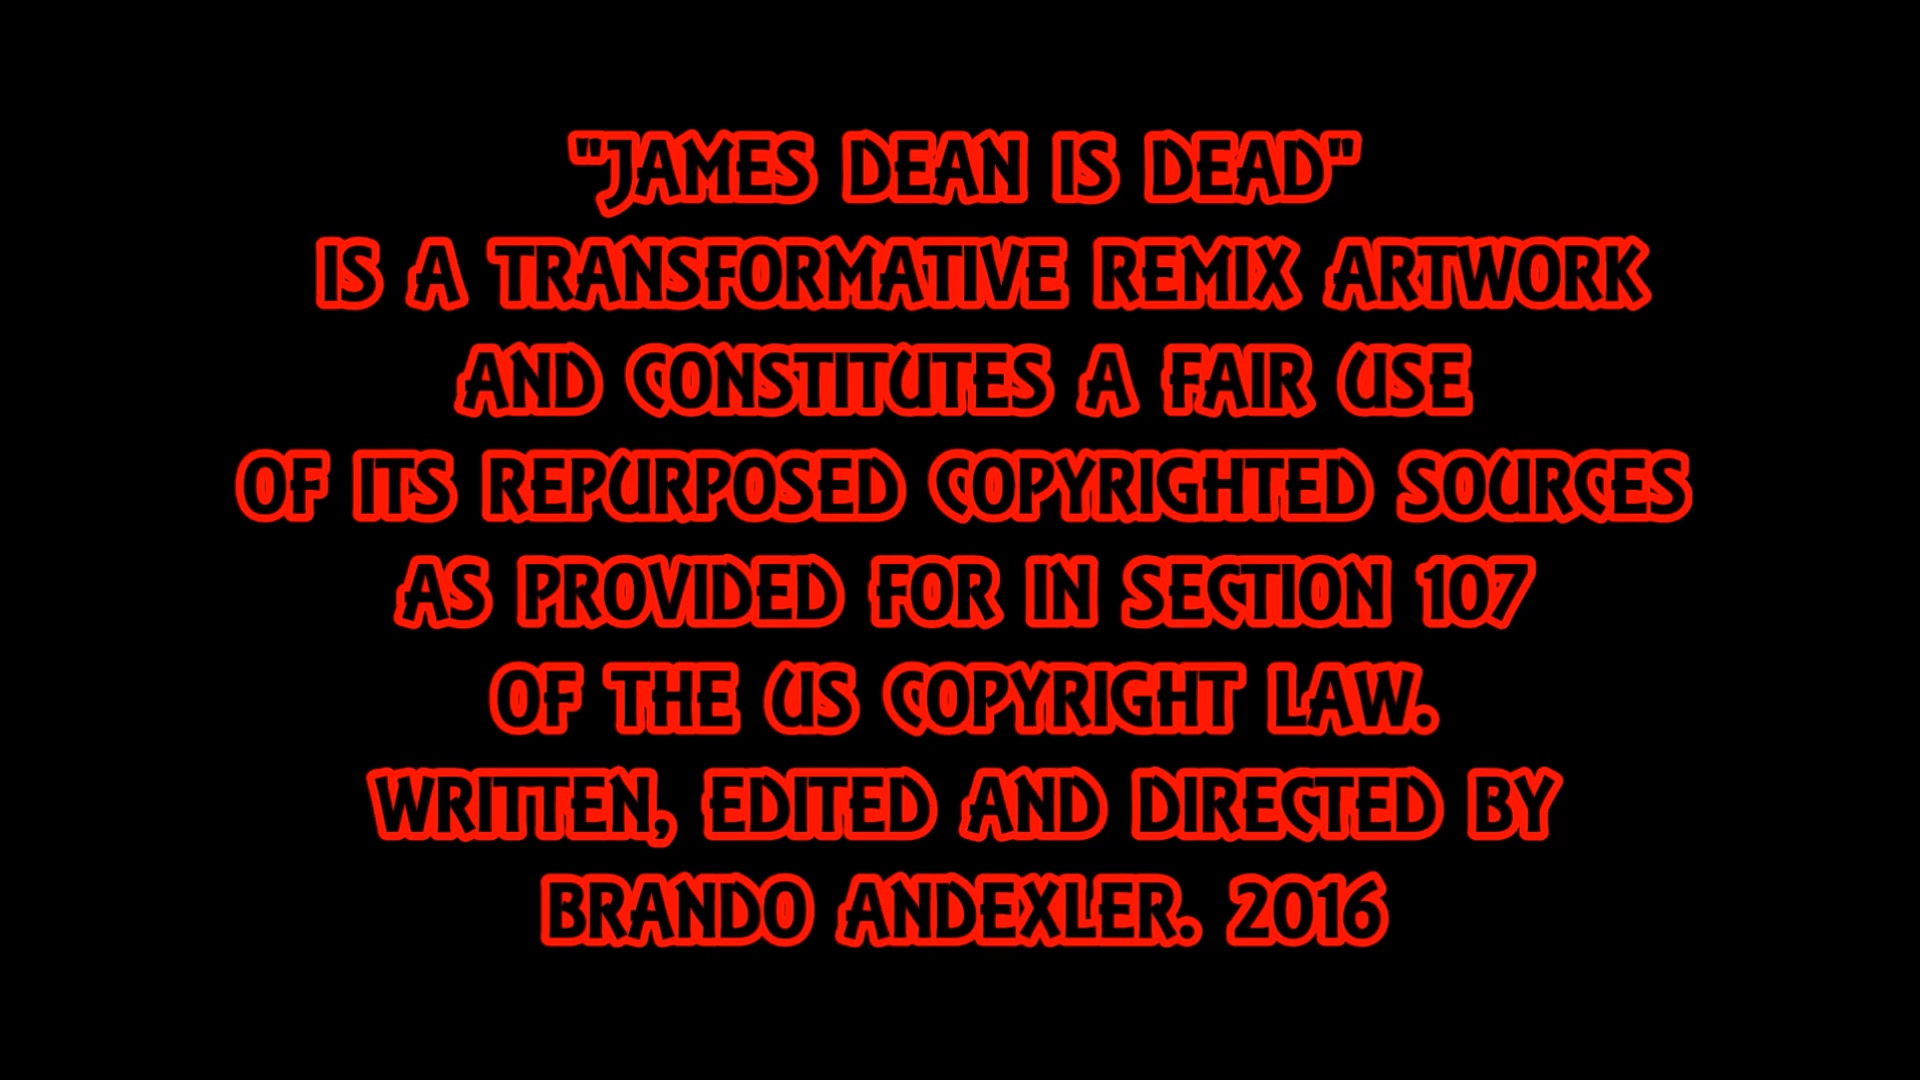 "JAMES DEAN IS DEAD"
IS A TRANSFORMATIVE REMIX ARTWORK
AND CONSTITUTES A FAIR USE
OF ITS REPURPOSED COPYRIGHTED SOURCES
AS PROVIDED FOR IN SECTION 107
OF THE US COPYRIGHT LAW.
WRITTEN, EDITED AND DIRECTED BY
BRANDO ANDEXLER. 2016